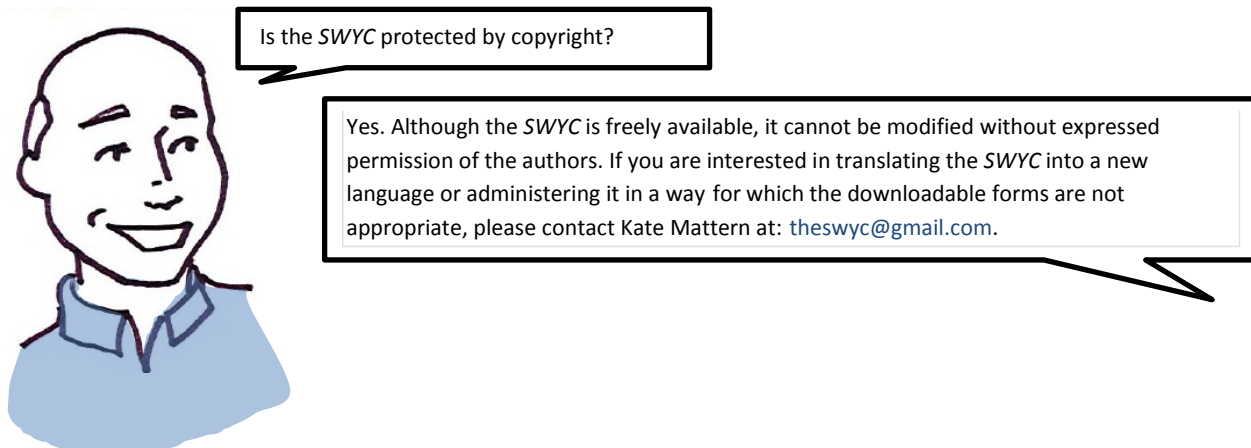 Is the SWYC protected by copyright?
Yes. Although the SWYC is freely available, it cannot be modified without expressed
permission of the authors. If you are interested in translating the SWYC into a new
language or administering it in a way for which the downloadable forms are not
appropriate, please contact Kate Mattern at: theswyc@gmail.com.